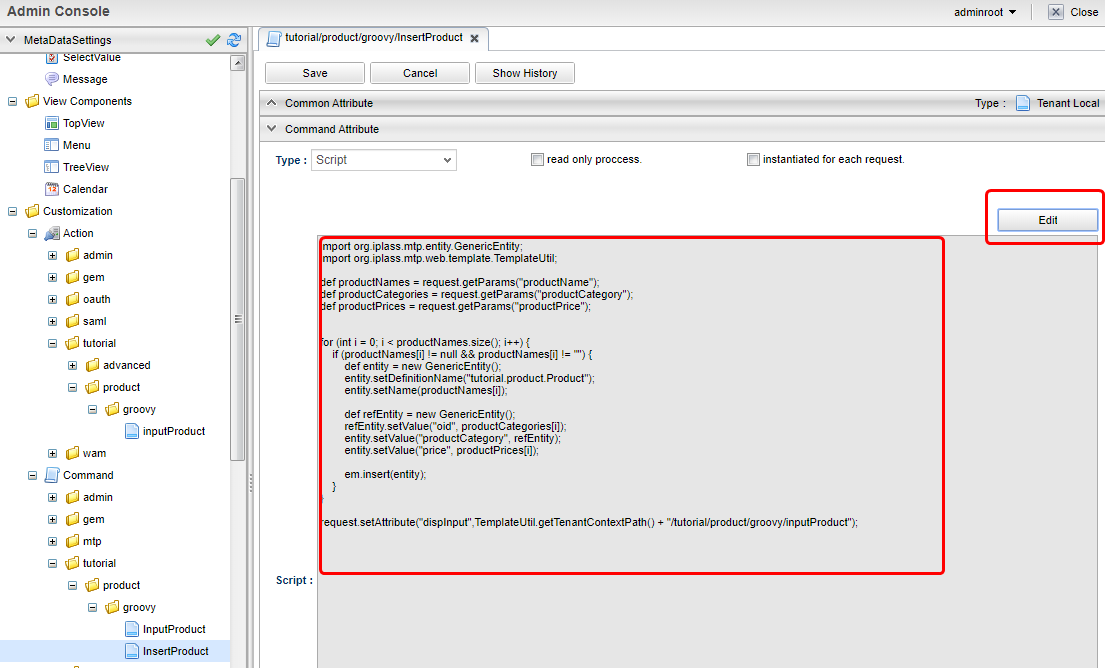 Admin Console
adminroot
Close
MetaDataSettings
SelectValue
Message
View Components
TopView
Menu
TreeView
Calendar
Customization
Action
admin
gem
oauth
saml
tutorial
advanced
product
groovy
inputProduct
wam
Command
admin
gem
mtp
tutorial
product
groovy
InputProduct
InsertProduct
tutorial/product/groovy/InsertProduct
Save Cancel Show History
Common Attribute Type : Tenant Local
Command Attribute
Type : Script read only proccess. instantiated for each request.
Edit
Script :
import org.iplass.mtp.entity.GenericEntity;
import org.iplass.mtp.web.template.TemplateUtil;
def productNames = request.getParams("productName");
def productCategories = request.getParams("productCategory");
def productPrices = request.getParams("productPrice");
for (int i = 0; i < productNames.size(); i++) {
if (productNames[i] != null && productNames[i] != "") {
def entity = new GenericEntity();
entity.setDefinitionName("tutorial.product.Product");
entity.setName(productNames[i]);
def refEntity = new GenericEntity();
refEntity.setValue("oid", productCategories[i]);
entity.setValue("productCategory", refEntity);
entity.setValue("price", productPrices[i]);
em.insert(entity);
}
}
request.setAttribute("dispInput",TemplateUtil.getTenantContextPath() + "/tutorial/product/groovy/inputProduct");